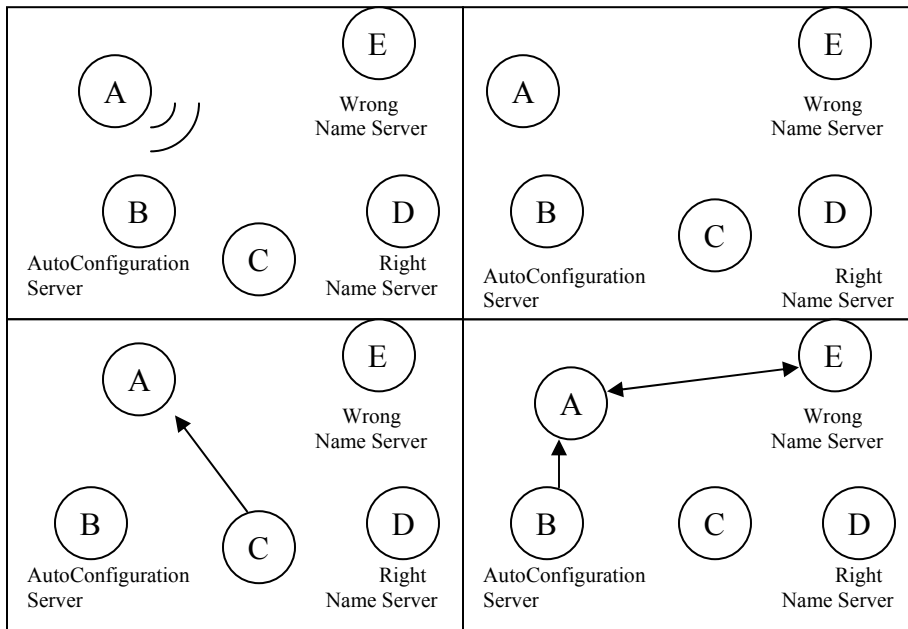 E
A
Wrong
Name Server
B
D
C
AutoConfiguration
Server
Right
Name Server
E
A
Wrong
Name Server
B
D
C
AutoConfiguration
Server
Right
Name Server
E
A
Wrong
Name Server
B
D
C
AutoConfiguration
Server
Right
Name Server
E
A
Wrong
Name Server
B
C
D
AutoConfiguration
Server
Right
Name Server